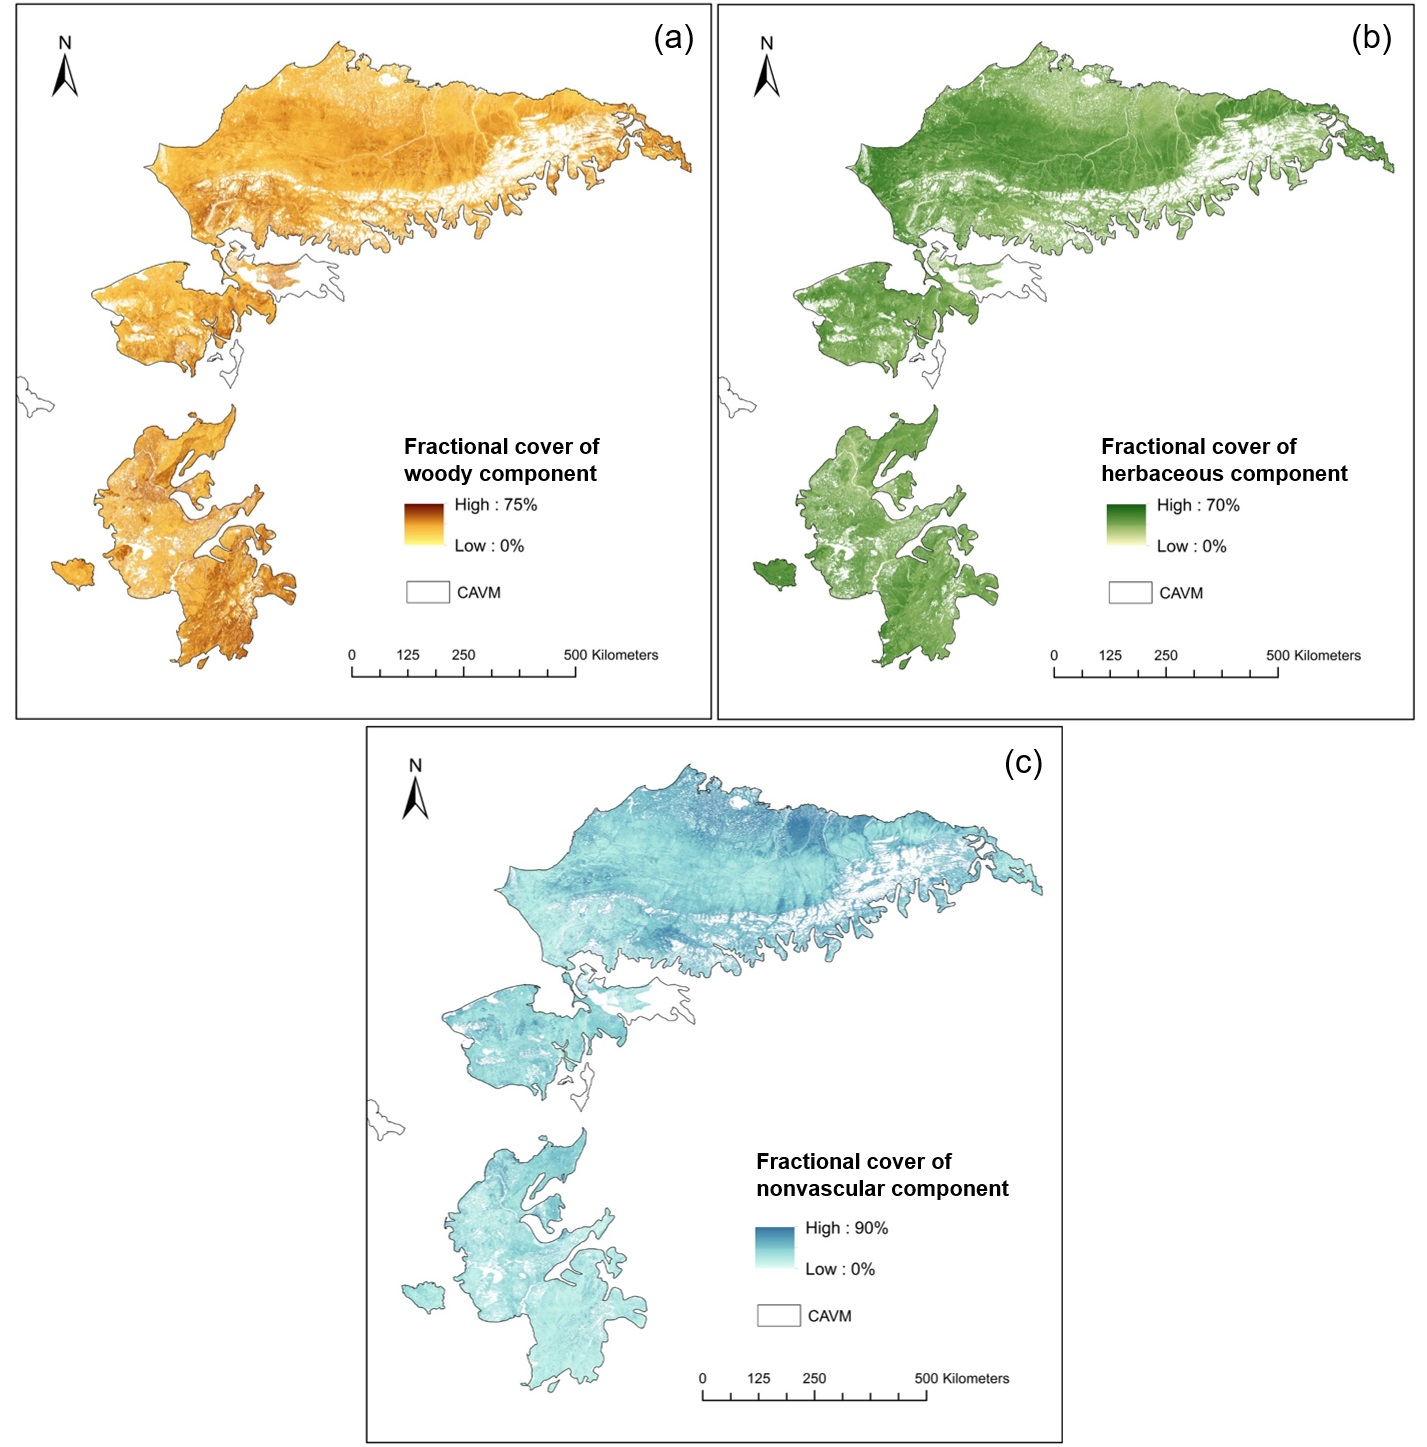 N
(a)
Fractional cover of
woody component
High : 75%
Low : 0%
CAVM
0 125 250 500 Kilometers
N
(b)
Fractional cover of
herbaceous component
High : 70%
Low : 0%
CAVM
0 125 250 500 Kilometers
N
(c)
Fractional cover of
nonvascular component
High : 90%
Low : 0%
CAVM
0 125 250 500 Kilometers